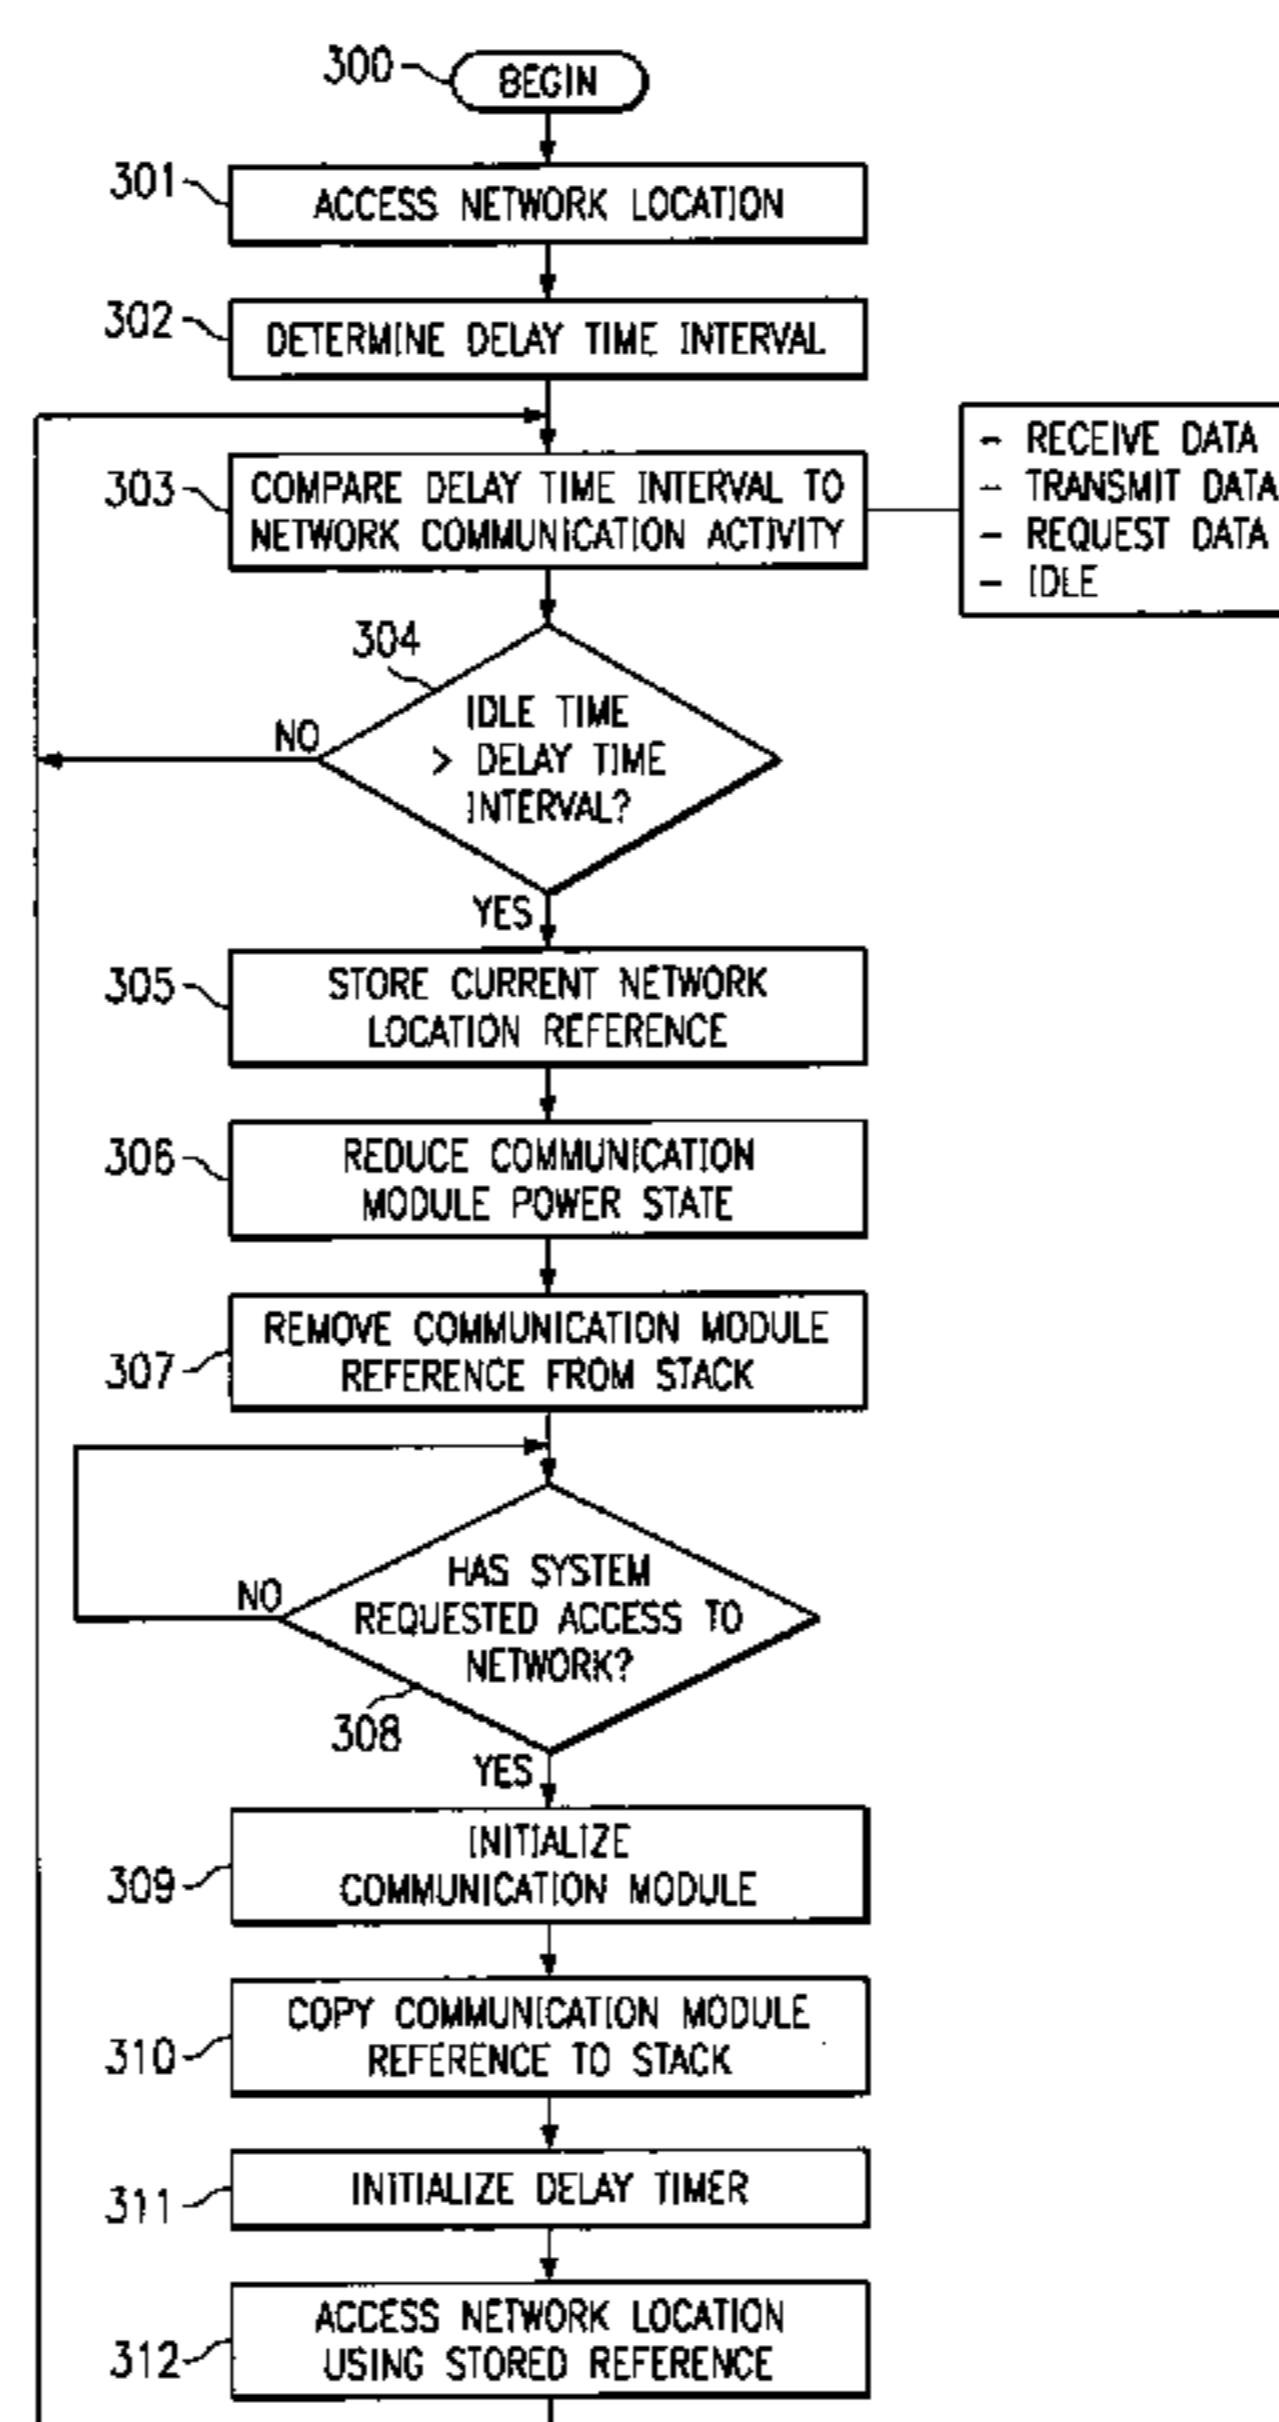 300
BEGIN
301
ACCESS NETWORK LOCATION
302
DETERMINE DELAY TIME INTERVAL
303
COMPARE DELAY TIME INTERVAL TO
NETWORK COMMUNICATION ACTIVITY
- RECEIVE DATA
- TRANSMIT DATA
- REQUEST DATA
- IDLE
304
IDLE TIME
> DELAY TIME
INTERVAL?
NO
YES
305
STORE CURRENT NETWORK
LOCATION REFERENCE
306
REDUCE COMMUNICATION
MODULE POWER STATE
307
REMOVE COMMUNICATION MODULE
REFERENCE FROM STACK
HAS SYSTEM
REQUESTED ACCESS TO
NETWORK?
NO
308
YES
309
INITIALIZE
COMMUNICATION MODULE
310
COPY COMMUNICATION MODULE
REFERENCE TO STACK
311
INITIALIZE DELAY TIMER
312
ACCESS NETWORK LOCATION
USING STORED REFERENCE